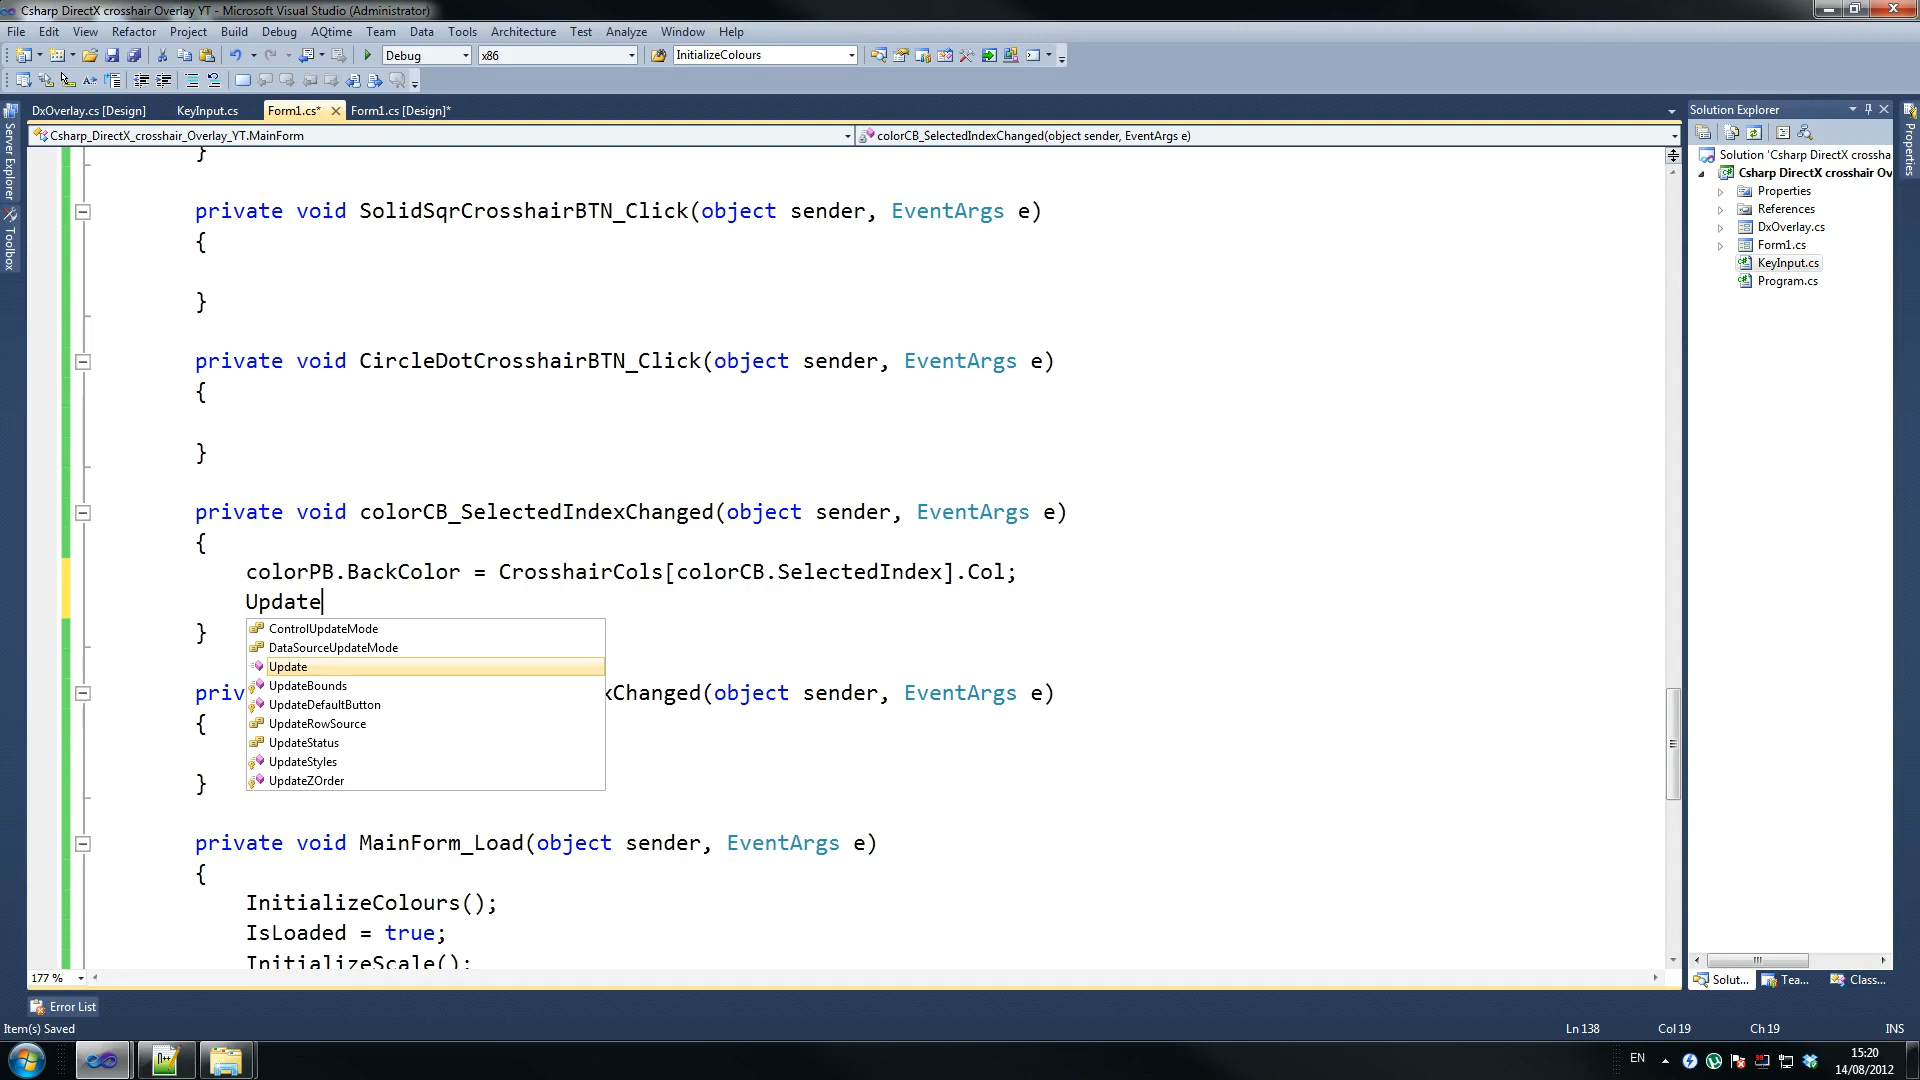 Csharp DirectX crosshair Overlay YT - Microsoft Visual Studio (Administrator)
File Edit View Refactor Project Build Debug AQtime Team Data Tools Architecture Test Analyze Window Help
Debug x86 InitializeColours
DxOverlay.cs [Design] KeyInput.cs Form1.cs* Form1.cs [Design]*
Csharp_DirectX_crosshair_Overlay_YT.MainForm colorCB_SelectedIndexChanged(object sender, EventArgs e)
Server Explorer
Toolbox
}
private void SolidSqrCrosshairBTN_Click(object sender, EventArgs e)
{
}
private void CircleDotCrosshairBTN_Click(object sender, EventArgs e)
{
}
private void colorCB_SelectedIndexChanged(object sender, EventArgs e)
{
colorPB.BackColor = CrosshairCols[colorCB.SelectedIndex].Col;
Update
}
ControlUpdateMode
DataSourceUpdateMode
Update
UpdateBounds
UpdateDefaultButton
UpdateRowSource
UpdateStatus
UpdateStyles
UpdateZOrder
priv xChanged(object sender, EventArgs e)
{
}
private void MainForm_Load(object sender, EventArgs e)
{
InitializeColours();
IsLoaded = true;
InitializeScale();
177 %
Solution Explorer
Solution 'Csharp DirectX crossha
Csharp DirectX crosshair Ov
Properties
References
DxOverlay.cs
Form1.cs
KeyInput.cs
Program.cs
Solut... Tea... Class...
Properties
Error List
Item(s) Saved Ln 138 Col 19 Ch 19 INS
EN 15:20
14/08/2012